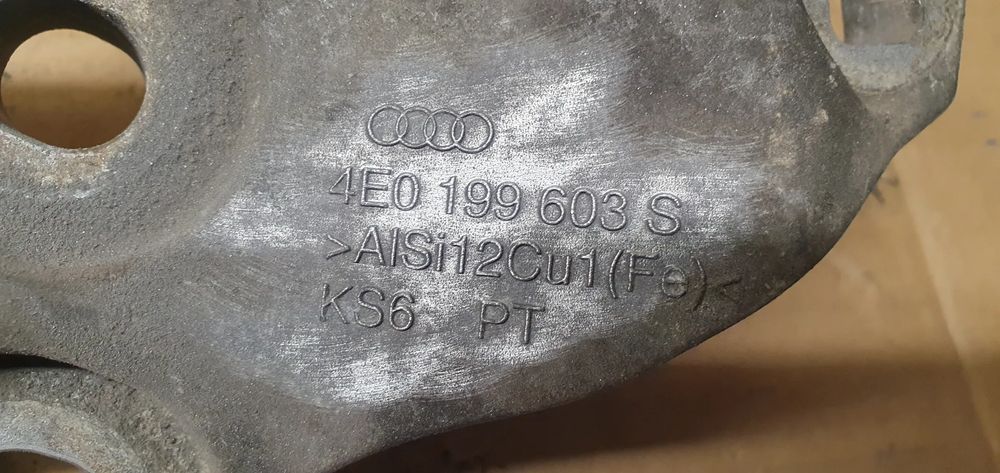 4E0 199 603 S
>AlSi12Cu1(Fe)<
KS6 PT